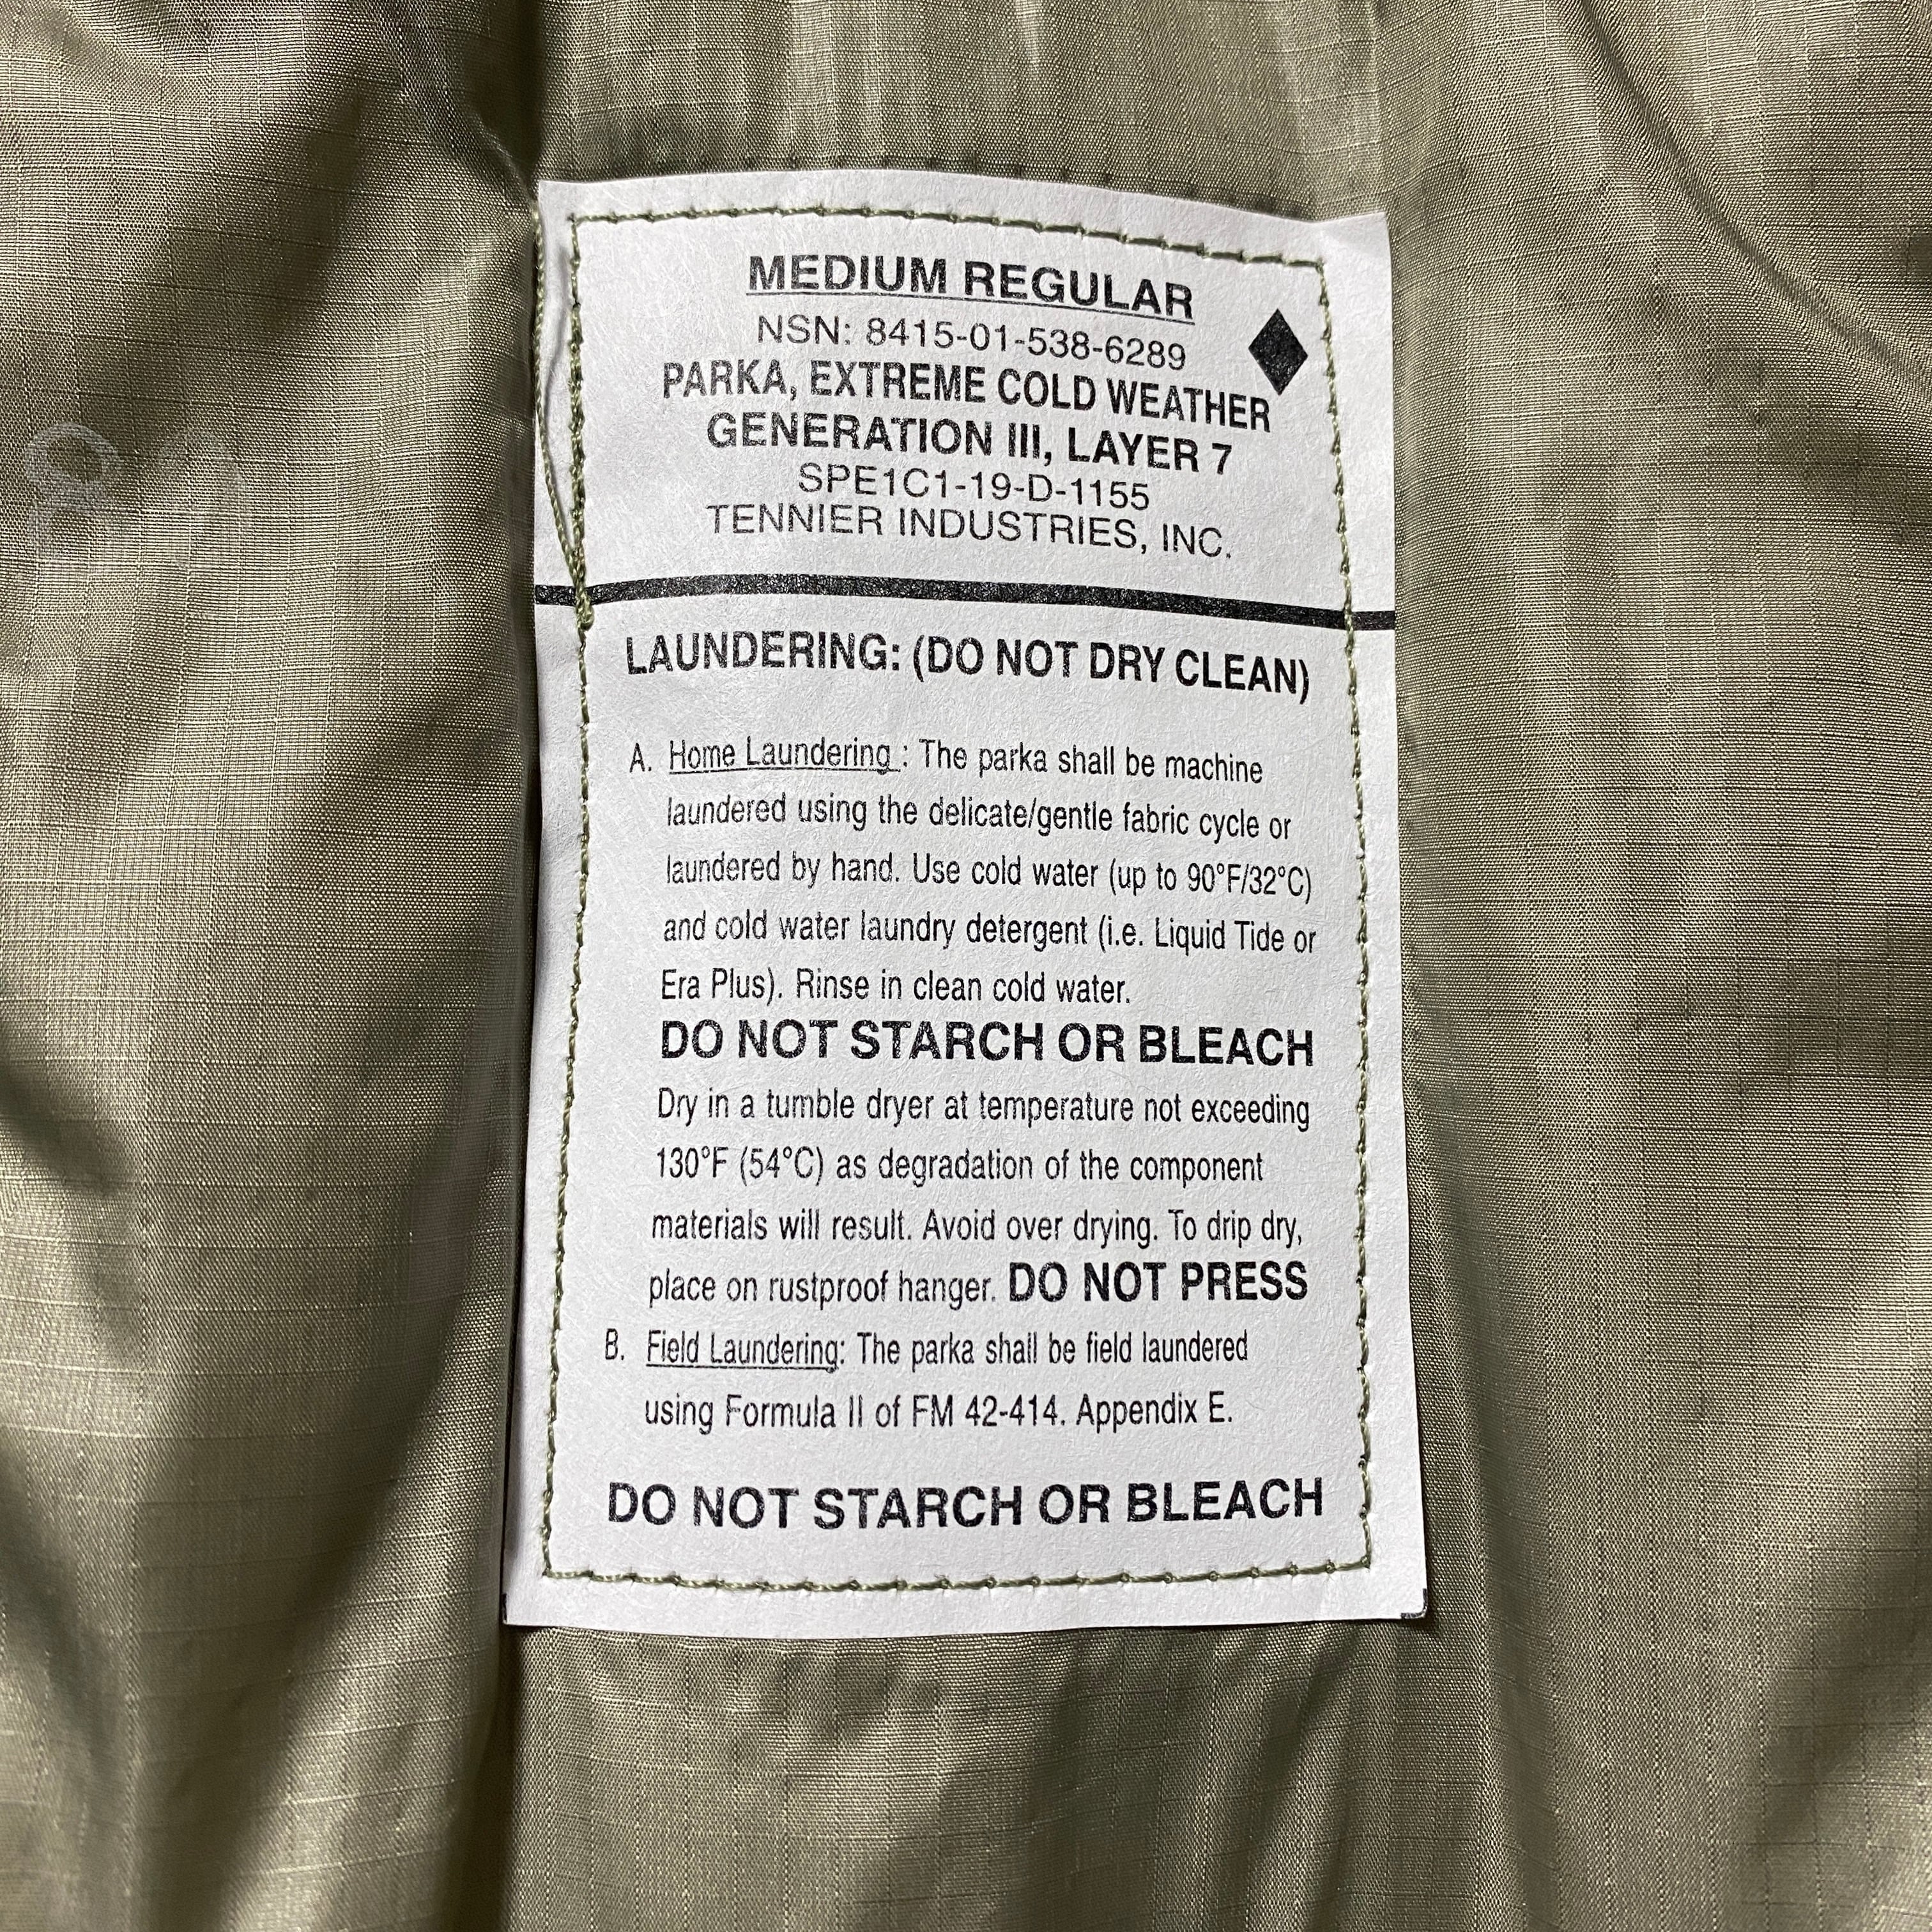 MEDIUM REGULAR
NSN: 8415-01-538-6289
PARKA, EXTREME COLD WEATHER
GENERATION III, LAYER 7
SPE1C1-19-D-1155
TENNIER INDUSTRIES, INC.
LAUNDERING: (DO NOT DRY CLEAN)
A. Home Laundering : The parka shall be machine
laundered using the delicate/gentle fabric cycle or
laundered by hand. Use cold water (up to 90°F/32°C)
and cold water laundry detergent (i.e. Liquid Tide or
Era Plus). Rinse in clean cold water.
DO NOT STARCH OR BLEACH
Dry in a tumble dryer at temperature not exceeding
130°F (54°C) as degradation of the component
materials will result. Avoid over drying. To drip dry,
place on rustproof hanger. DO NOT PRESS
B. Field Laundering: The parka shall be field laundered
using Formula II of FM 42-414. Appendix E.
DO NOT STARCH OR BLEACH